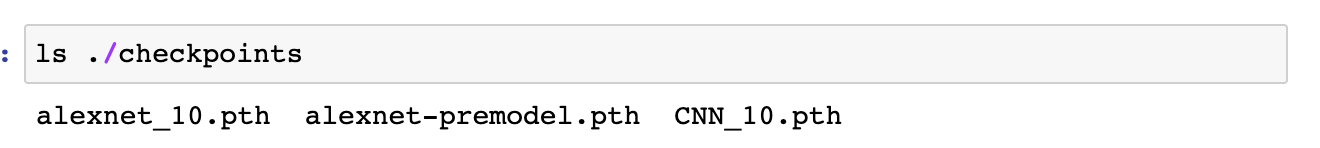 : ls ./checkpoints
alexnet_10.pth  alexnet-premodel.pth  CNN_10.pth